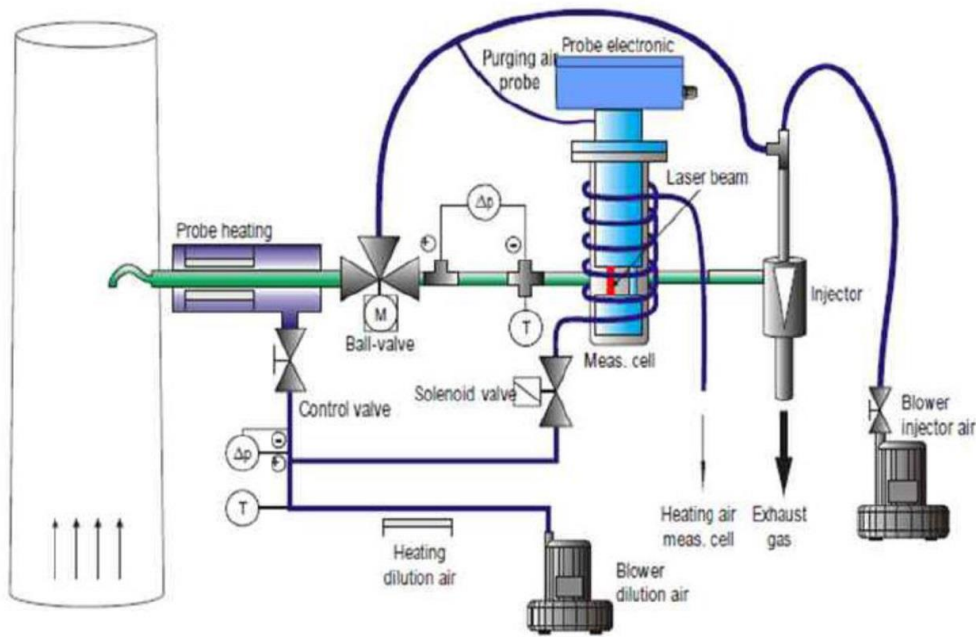 Probe electronic
Purging air
probe
Laser beam
Δp
+
-
Probe heating
M
T
Ball-valve
Meas. cell
Injector
Control valve
Solenoid valve
Δp
-
+
T
Blower
injector air
Heating
dilution air
Blower
dilution air
Heating air
meas. cell
Exhaust
gas